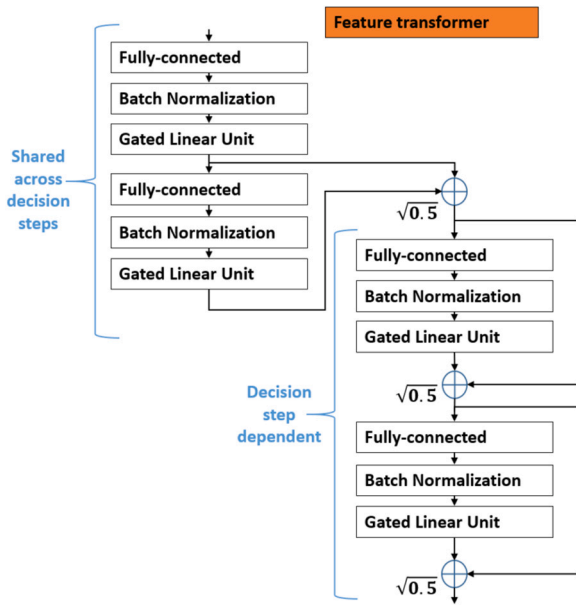 Feature transformer
Fully-connected
Batch Normalization
Gated Linear Unit
Shared
across
decision
steps
Fully-connected
Batch Normalization
Gated Linear Unit
√0.5
Fully-connected
Batch Normalization
Gated Linear Unit
Decision
step
dependent
√0.5
Fully-connected
Batch Normalization
Gated Linear Unit
√0.5